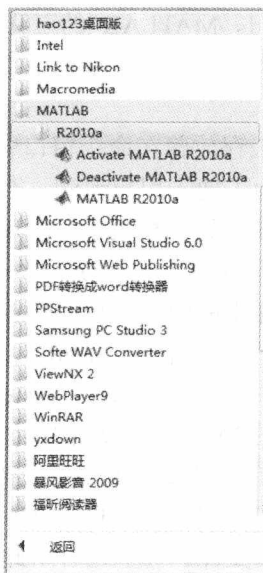 hao123桌面版
Intel
Link to Nikon
Macromedia
MATLAB
R2010a
Activate MATLAB R2010a
Deactivate MATLAB R2010a
MATLAB R2010a
Microsoft Office
Microsoft Visual Studio 6.0
Microsoft Web Publishing
PDF转换成word转换器
PPStream
Samsung PC Studio 3
Softe WAV Converter
ViewNX 2
WebPlayer9
WinRAR
yxdown
阿里旺旺
暴风影音 2009
福昕阅读器
返回